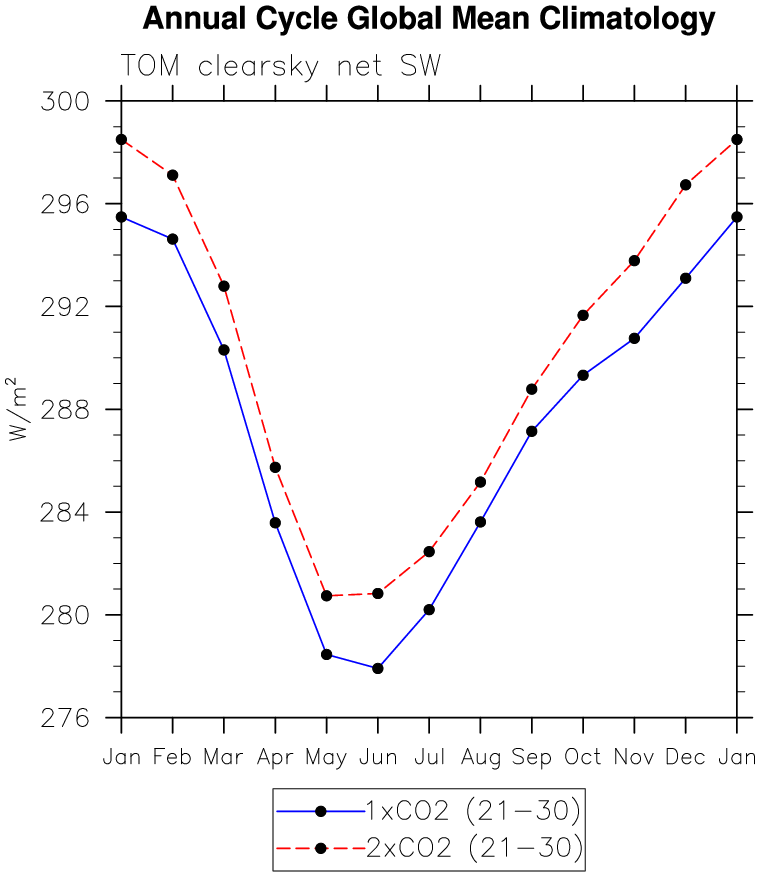 Annual Cycle Global Mean Climatology
TOM clearsky net SW
300
296
292
288
284
280
276
W/m²
Jan Feb Mar Apr May Jun Jul Aug Sep Oct Nov Dec Jan
1xCO2 (21-30)
2xCO2 (21-30)